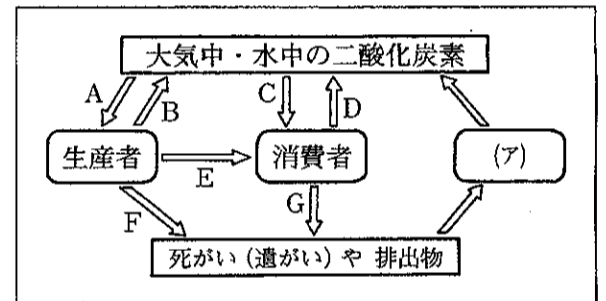 大気中・水中の二酸化炭素
A
B
C
D
生産者
E
消費者
(ア)
F
G
死がい(遺がい)や 排出物